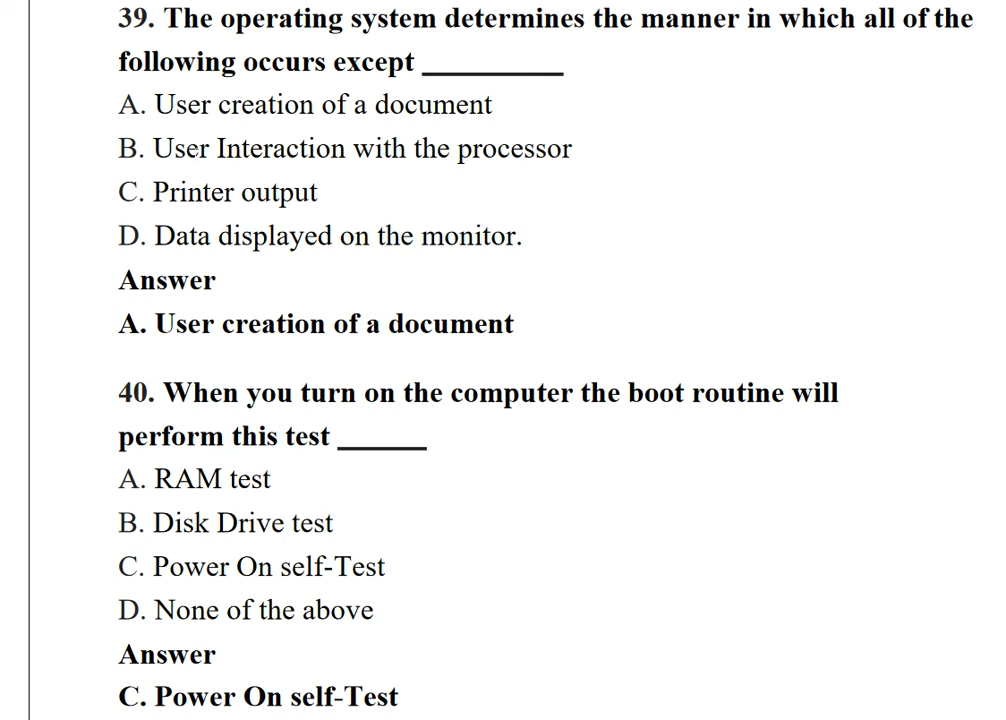 39. The operating system determines the manner in which all of the
following occurs except __________
A. User creation of a document
B. User Interaction with the processor
C. Printer output
D. Data displayed on the monitor.
Answer
A. User creation of a document
40. When you turn on the computer the boot routine will
perform this test ______
A. RAM test
B. Disk Drive test
C. Power On self-Test
D. None of the above
Answer
C. Power On self-Test